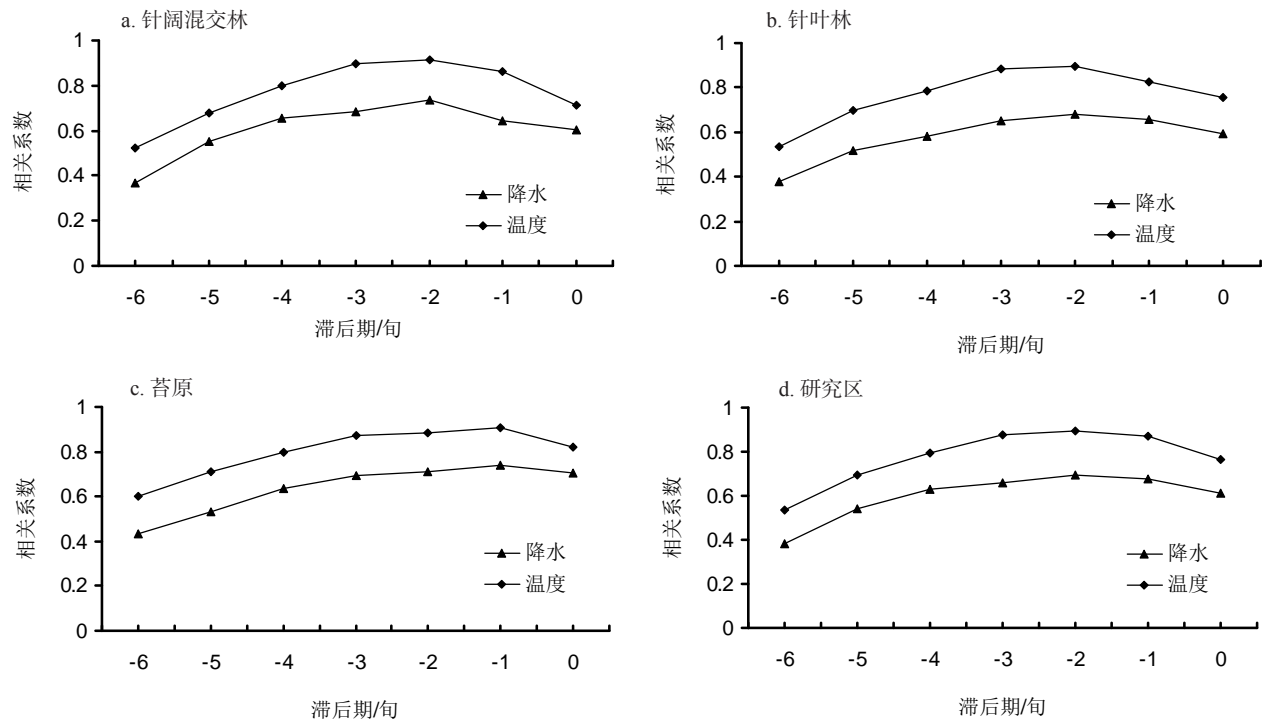 a. 针阔混交林
1
0.8
0.6
0.4
0.2
0
相关系数
降水
温度
-6 -5 -4 -3 -2 -1 0
滞后期/旬
b. 针叶林
1
0.8
0.6
0.4
0.2
0
相关系数
降水
温度
-6 -5 -4 -3 -2 -1 0
滞后期/旬
c. 苔原
1
0.8
0.6
0.4
0.2
0
相关系数
降水
温度
-6 -5 -4 -3 -2 -1 0
滞后期/旬
d. 研究区
1
0.8
0.6
0.4
0.2
0
相关系数
降水
温度
-6 -5 -4 -3 -2 -1 0
滞后期/旬